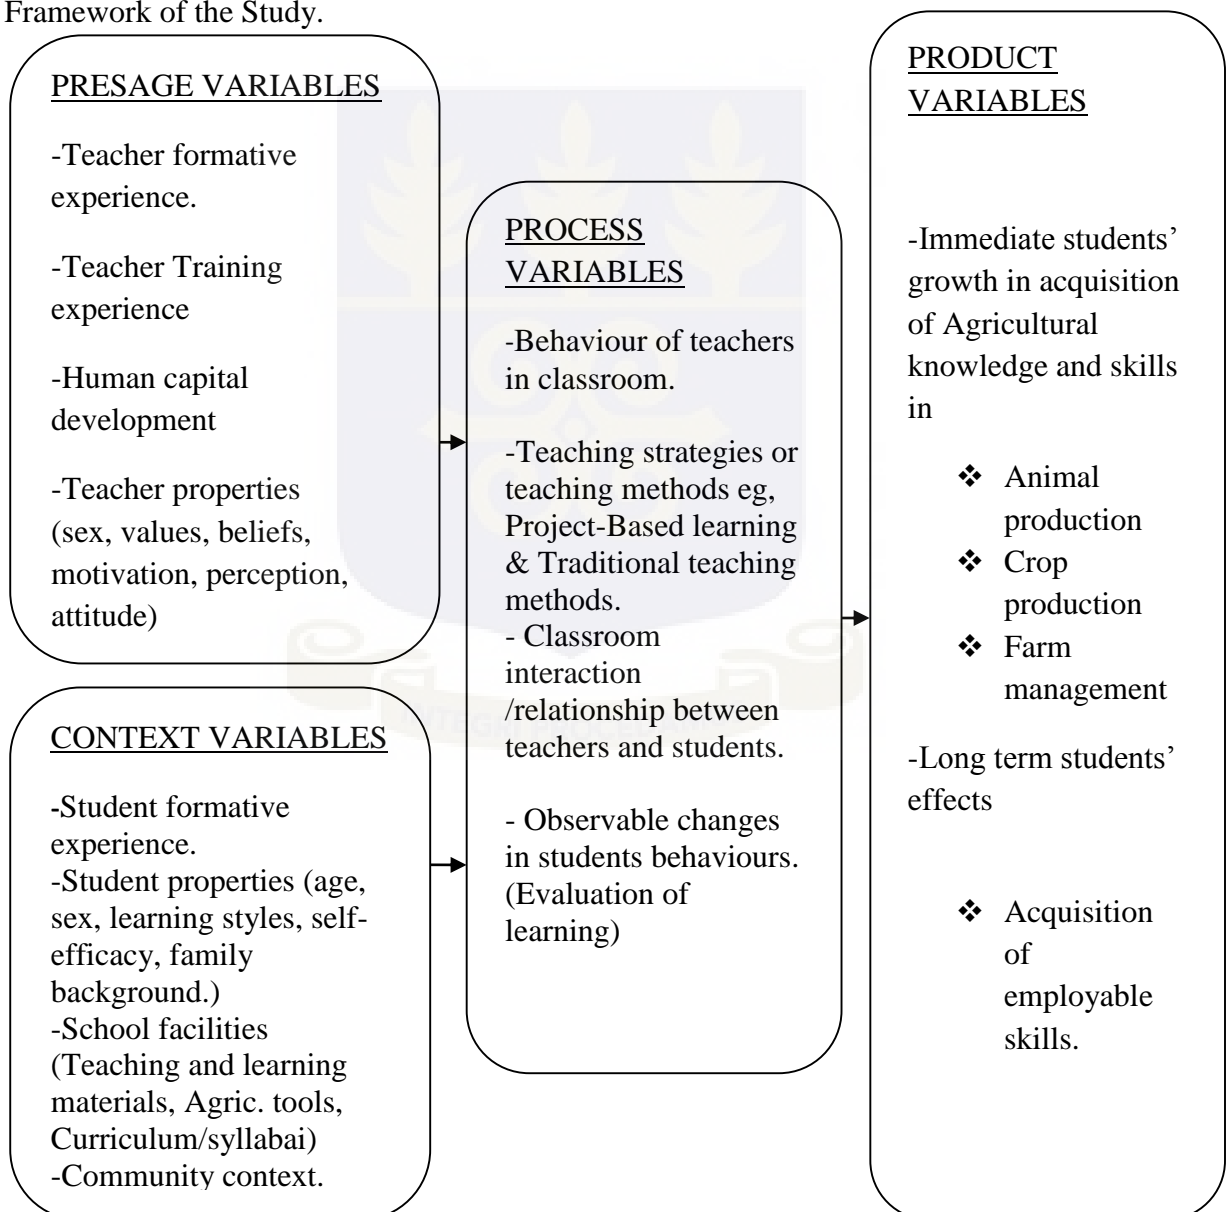 Framework of the Study.
PRESAGE VARIABLES
-Teacher formative
experience.
-Teacher Training
experience
-Human capital
development
-Teacher properties
(sex, values, beliefs,
motivation, perception,
attitude)
CONTEXT VARIABLES
-Student formative
experience.
-Student properties (age,
sex, learning styles, self-
efficacy, family
background.)
-School facilities
(Teaching and learning
materials, Agric. tools,
Curriculum/syllabai)
-Community context.
PROCESS
VARIABLES
-Behaviour of teachers
in classroom.
-Teaching strategies or
teaching methods eg,
Project-Based learning
& Traditional teaching
methods.
- Classroom
interaction
/relationship between
teachers and students.
- Observable changes
in students behaviours.
(Evaluation of
learning)
PRODUCT
VARIABLES
-Immediate students’
growth in acquisition
of Agricultural
knowledge and skills
in
❖ Animal
production
❖ Crop
production
❖ Farm
management
-Long term students’
effects
❖ Acquisition
of
employable
skills.